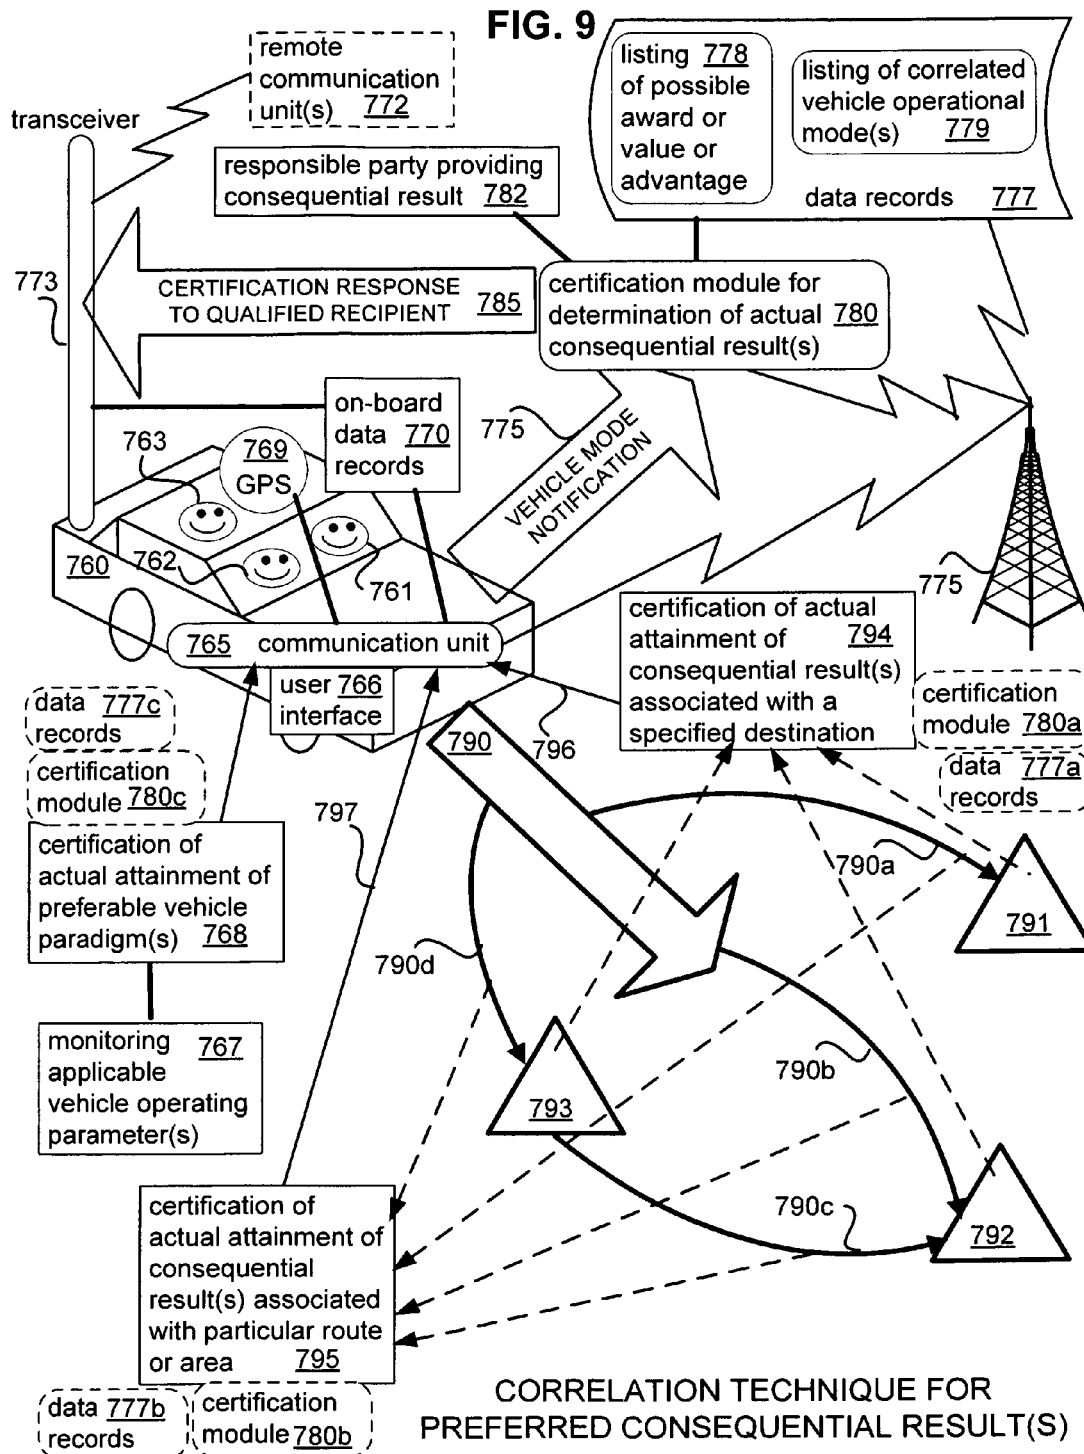 FIG. 9
remote
communication
unit(s) 772
transceiver
listing 778
of possible
award or
value or
advantage
listing of correlated
vehicle operational
mode(s) 779
data records 777
responsible party providing
consequential result 782
773
CERTIFICATION RESPONSE
TO QUALIFIED RECIPIENT 785
certification module for
determination of actual 780
consequential result(s)
on-board
data 770
records
775
VEHICLE MODE
NOTIFICATION
763
769
GPS
760
762
761
775
765 communication unit
user 766
interface
certification of actual
attainment of 794
consequential result(s)
associated with a
specified destination
certification
module 780a
data 777a
records
data 777c
records
certification
module 780c
790
796
797
certification of
actual attainment of
preferable vehicle
paradigm(s) 768
790a
791
790d
monitoring 767
applicable
vehicle operating
parameter(s)
793
790b
certification of
actual attainment of
consequential
result(s) associated
with particular route
or area 795
790c
792
data 777b
records
certification
module 780b
CORRELATION TECHNIQUE FOR
PREFERRED CONSEQUENTIAL RESULT(S)